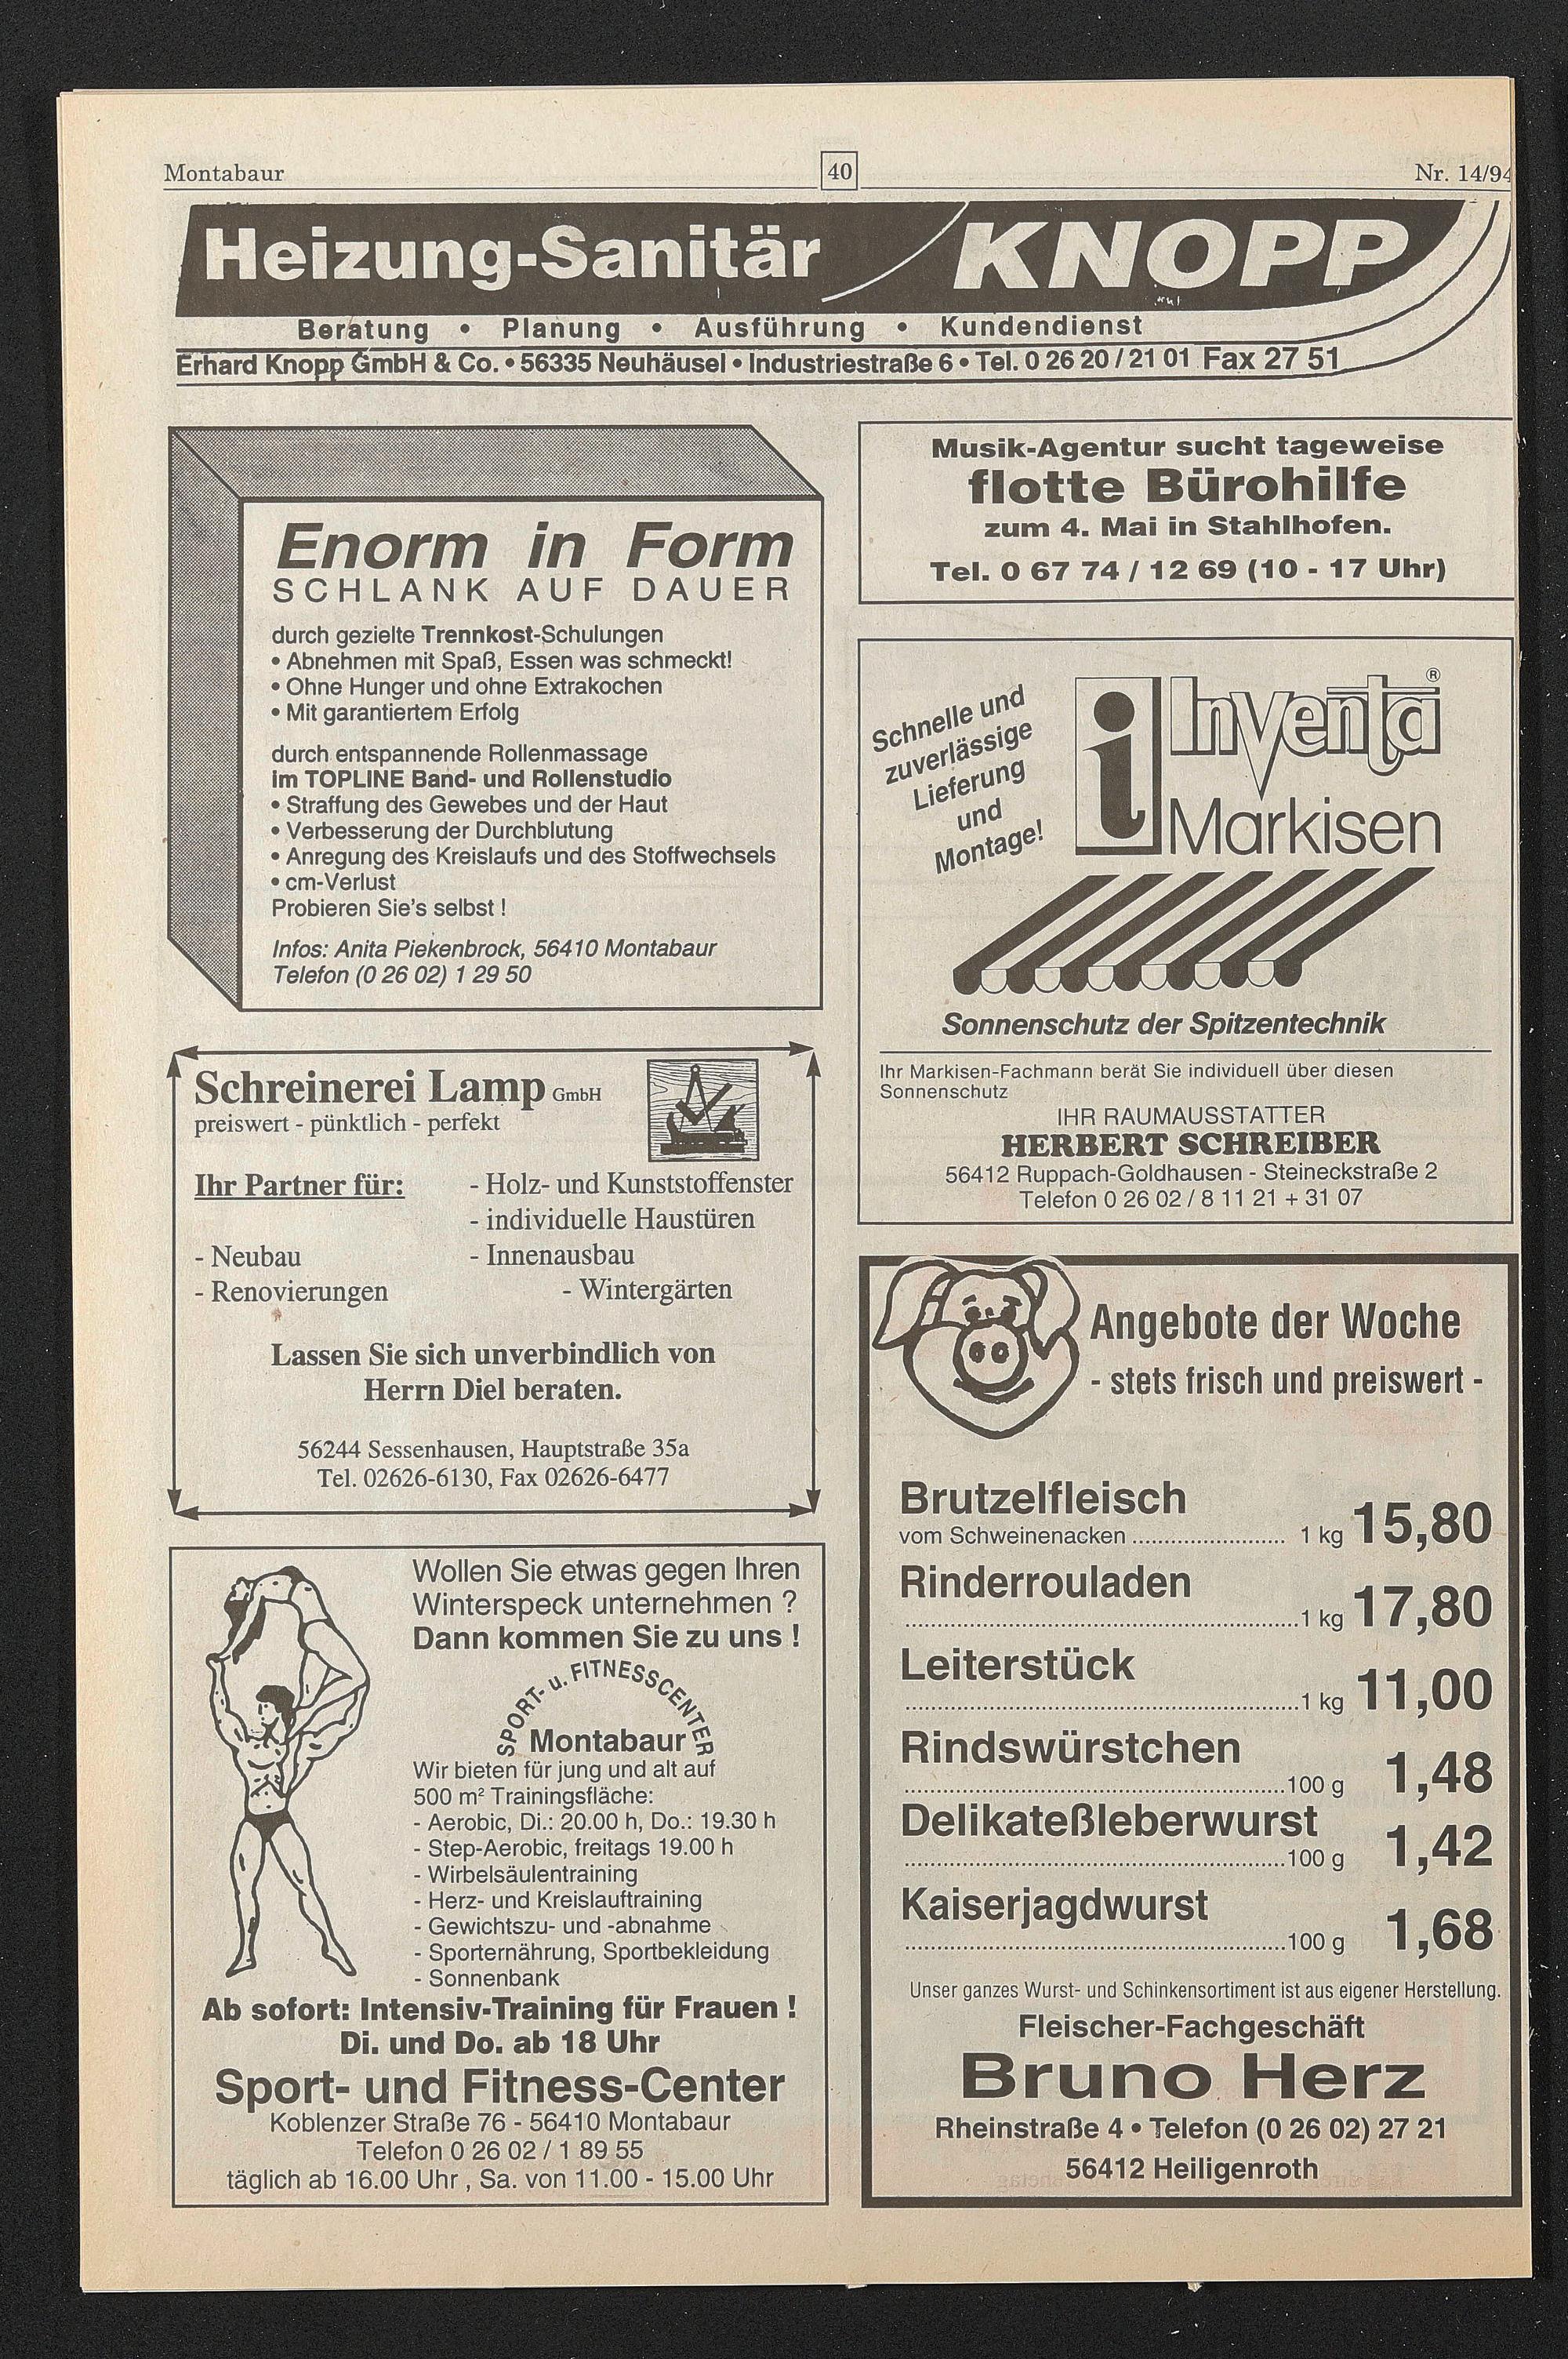 Montabaur
40
Nr. 14/94
Heizung-Sanitär KNOPP
Beratung • Planung • Ausführung • Kundendienst
Erhard Knopp GmbH & Co. • 56335 Neuhäusel • Industriestraße 6 • Tel. 0 26 20 / 21 01 Fax 27 51
Enorm in Form
SCHLANK AUF DAUER
durch gezielte Trennkost-Schulungen
• Abnehmen mit Spaß, Essen was schmeckt!
• Ohne Hunger und ohne Extrakochen
• Mit garantiertem Erfolg
durch entspannende Rollenmassage
im TOPLINE Band- und Rollenstudio
• Straffung des Gewebes und der Haut
• Verbesserung der Durchblutung
• Anregung des Kreislaufs und des Stoffwechsels
• cm-Verlust
Probieren Sie's selbst !
Infos: Anita Piekenbrock, 56410 Montabaur
Telefon (0 26 02) 1 29 50
Schreinerei Lamp GmbH
preiswert - pünktlich - perfekt
Ihr Partner für:
- Holz- und Kunststoffenster
- individuelle Haustüren
- Neubau
- Innenausbau
- Renovierungen
- Wintergärten
Lassen Sie sich unverbindlich von
Herrn Diel beraten.
56244 Sessenhausen, Hauptstraße 35a
Tel. 02626-6130, Fax 02626-6477
Wollen Sie etwas gegen Ihren
Winterspeck unternehmen ?
Dann kommen Sie zu uns !
SPORT- u. FITNESSCENTER
Montabaur
Wir bieten für jung und alt auf
500 m² Trainingsfläche:
- Aerobic, Di.: 20.00 h, Do.: 19.30 h
- Step-Aerobic, freitags 19.00 h
- Wirbelsäulentraining
- Herz- und Kreislauftraining
- Gewichtszu- und -abnahme
- Sporternährung, Sportbekleidung
- Sonnenbank
Ab sofort: Intensiv-Training für Frauen !
Di. und Do. ab 18 Uhr
Sport- und Fitness-Center
Koblenzer Straße 76 - 56410 Montabaur
Telefon 0 26 02 / 1 89 55
täglich ab 16.00 Uhr , Sa. von 11.00 - 15.00 Uhr
Musik-Agentur sucht tageweise
flotte Bürohilfe
zum 4. Mai in Stahlhofen.
Tel. 0 67 74 / 12 69 (10 - 17 Uhr)
Schnelle und
zuverlässige
Lieferung
und
Montage!
i Inventa ®
Markisen
Sonnenschutz der Spitzentechnik
Ihr Markisen-Fachmann berät Sie individuell über diesen
Sonnenschutz
IHR RAUMAUSSTATTER
HERBERT SCHREIBER
56412 Ruppach-Goldhausen - Steineckstraße 2
Telefon 0 26 02 / 8 11 21 + 31 07
Angebote der Woche
- stets frisch und preiswert -
Brutzelfleisch
vom Schweinenacken ........................ 1 kg 15,80
Rinderrouladen
........................ 1 kg 17,80
Leiterstück
........................ 1 kg 11,00
Rindswürstchen
........................ 100 g 1,48
Delikateßleberwurst
........................ 100 g 1,42
Kaiserjagdwurst
........................ 100 g 1,68
Unser ganzes Wurst- und Schinkensortiment ist aus eigener Herstellung.
Fleischer-Fachgeschäft
Bruno Herz
Rheinstraße 4 • Telefon (0 26 02) 27 21
56412 Heiligenroth